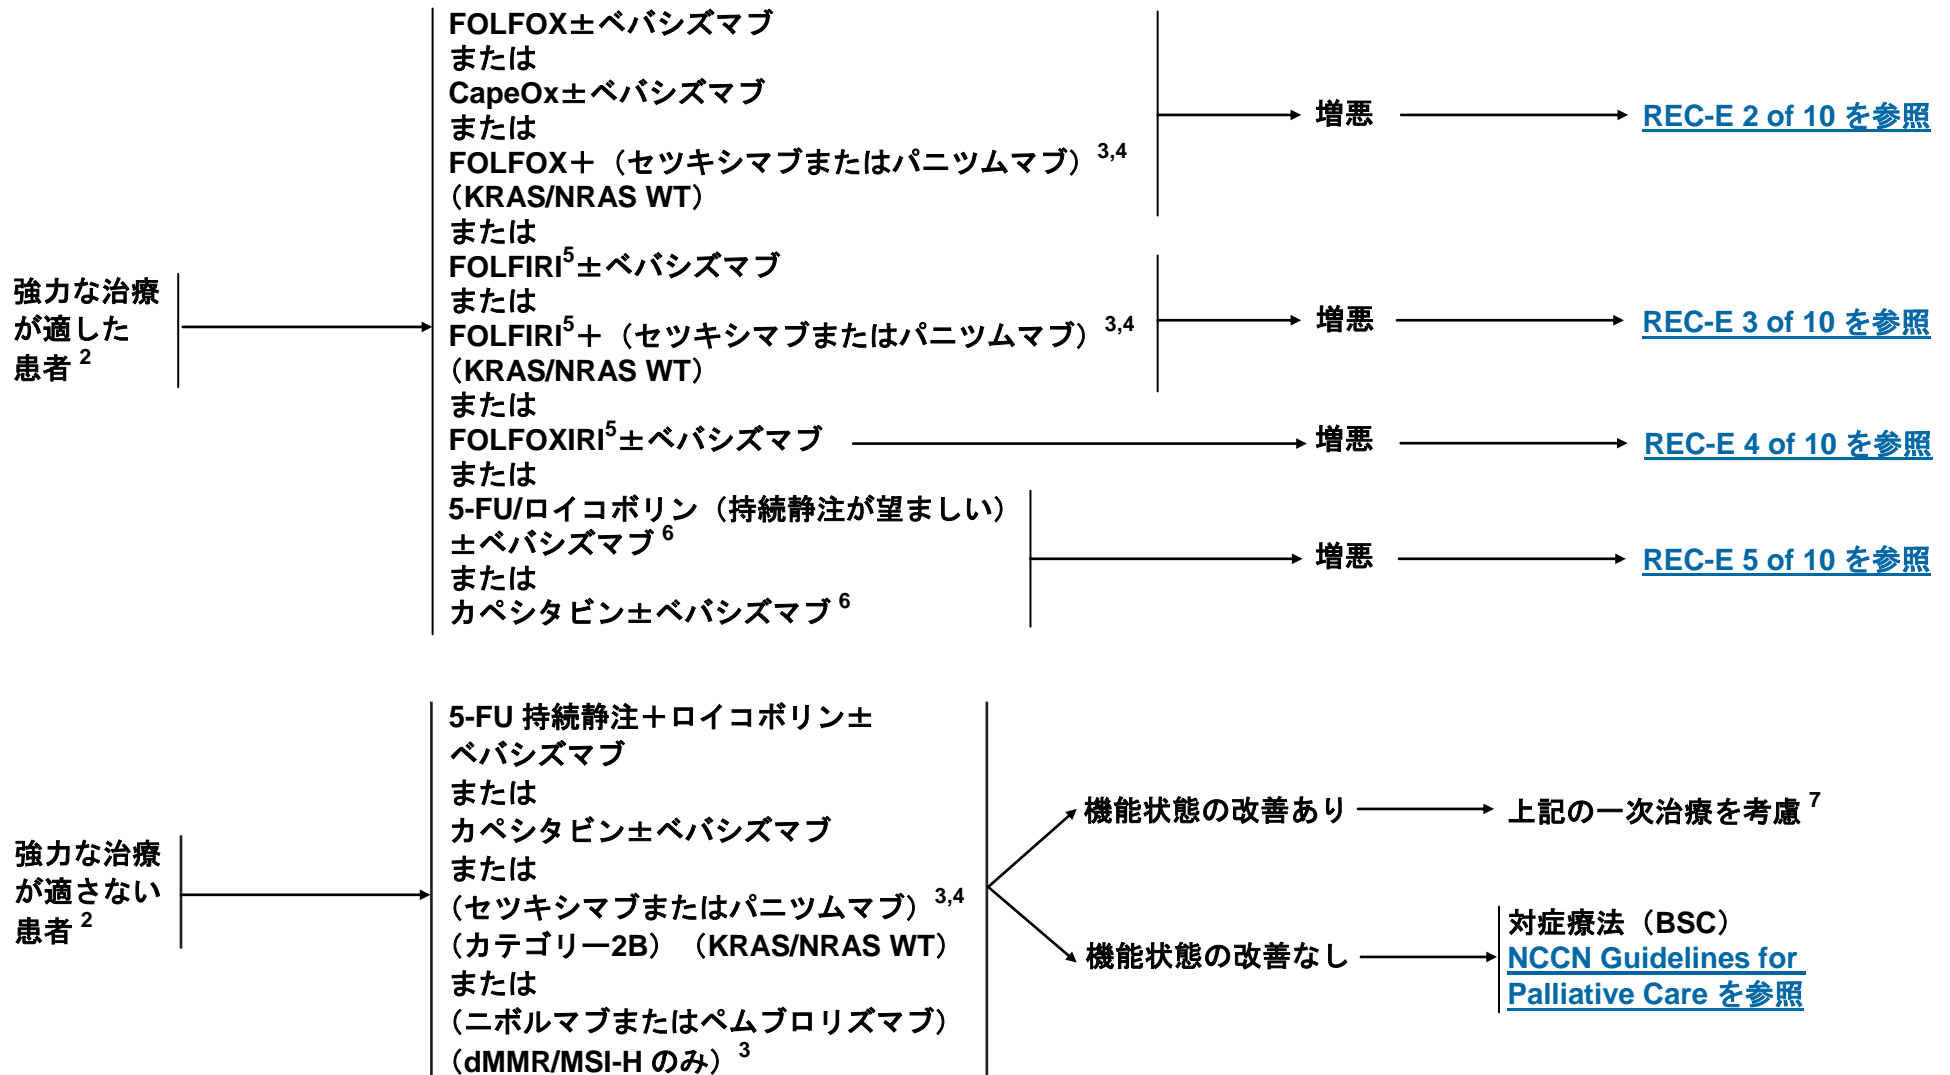 強力な治療
が適した
患者 2
FOLFOX±ベバシズマブ
または
CapeOx±ベバシズマブ
または
FOLFOX＋（セツキシマブまたはパニツムマブ）3,4
（KRAS/NRAS WT）
または
FOLFIRI5±ベバシズマブ
または
FOLFIRI5＋（セツキシマブまたはパニツムマブ）3,4
（KRAS/NRAS WT）
または
FOLFOXIRI5±ベバシズマブ
または
5-FU/ロイコボリン（持続静注が望ましい）
±ベバシズマブ 6
または
カペシタビン±ベバシズマブ 6
増悪
REC-E 2 of 10 を参照
増悪
REC-E 3 of 10 を参照
増悪
REC-E 4 of 10 を参照
増悪
REC-E 5 of 10 を参照
強力な治療
が適さない
患者 2
5-FU 持続静注＋ロイコボリン±
ベバシズマブ
または
カペシタビン±ベバシズマブ
または
（セツキシマブまたはパニツムマブ）3,4
（カテゴリー2B）（KRAS/NRAS WT）
または
（ニボルマブまたはペムブロリズマブ）
（dMMR/MSI-H のみ）3
機能状態の改善あり
上記の一次治療を考慮 7
機能状態の改善なし
対症療法（BSC）
NCCN Guidelines for
Palliative Care を参照